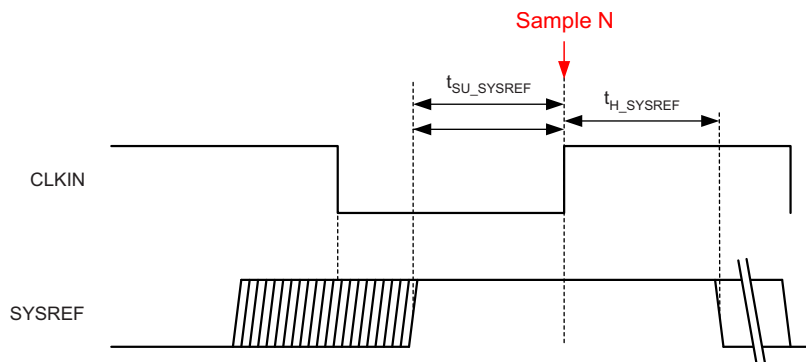 Sample N
tSU_SYSREF
tH_SYSREF
CLKIN
SYSREF